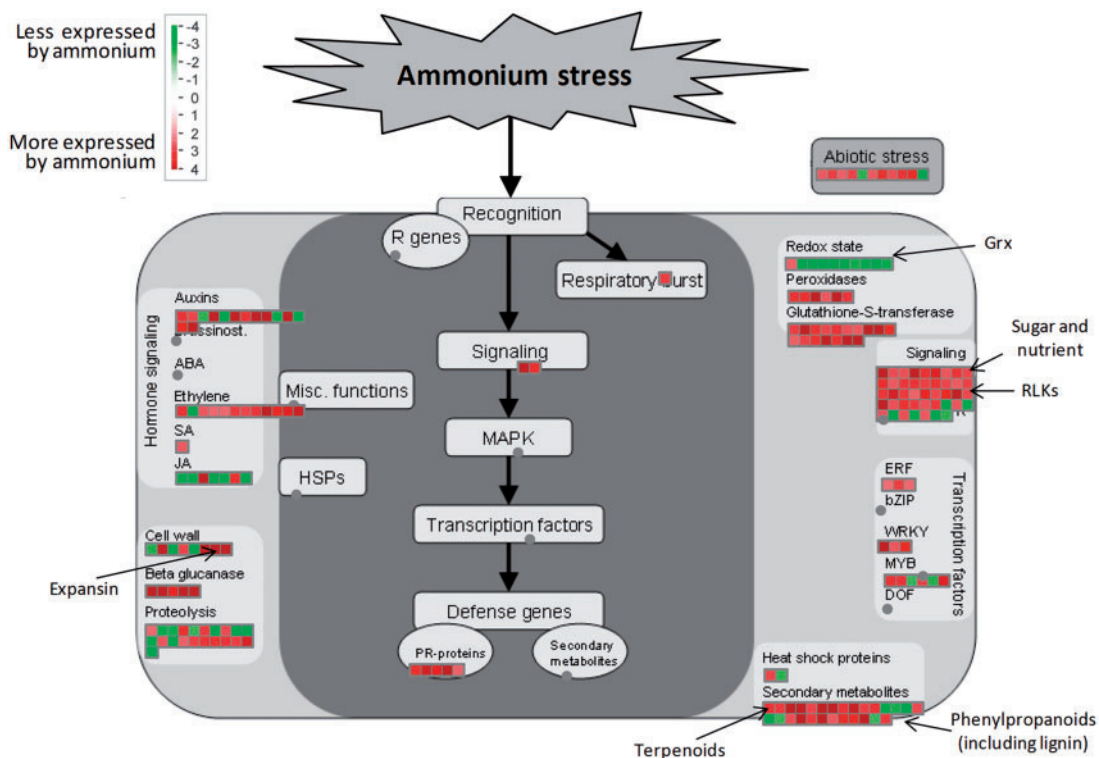 Less expressed
by ammonium
-4
-3
-2
-1
0
1
2
3
4
More expressed
by ammonium
Ammonium stress
Abiotic stress
Recognition
R genes
Respiratory burst
Redox state
Grx
Peroxidases
Glutathione-S-transferase
Sugar and
nutrient
Signaling
RLKs
Hormone signaling
Auxins
ABA
Ethylene
SA
JA
Signaling
Misc. functions
MAPK
HSPs
Transcription factors
ERF
bZIP
WRKY
MYB
DOF
Transcription factors
Cell wall
Expansin
Beta glucanase
Proteolysis
Defense genes
PR-proteins
Secondary
metabolites
Heat shock proteins
Secondary metabolites
Terpenoids
Phenylpropanoids
(including lignin)